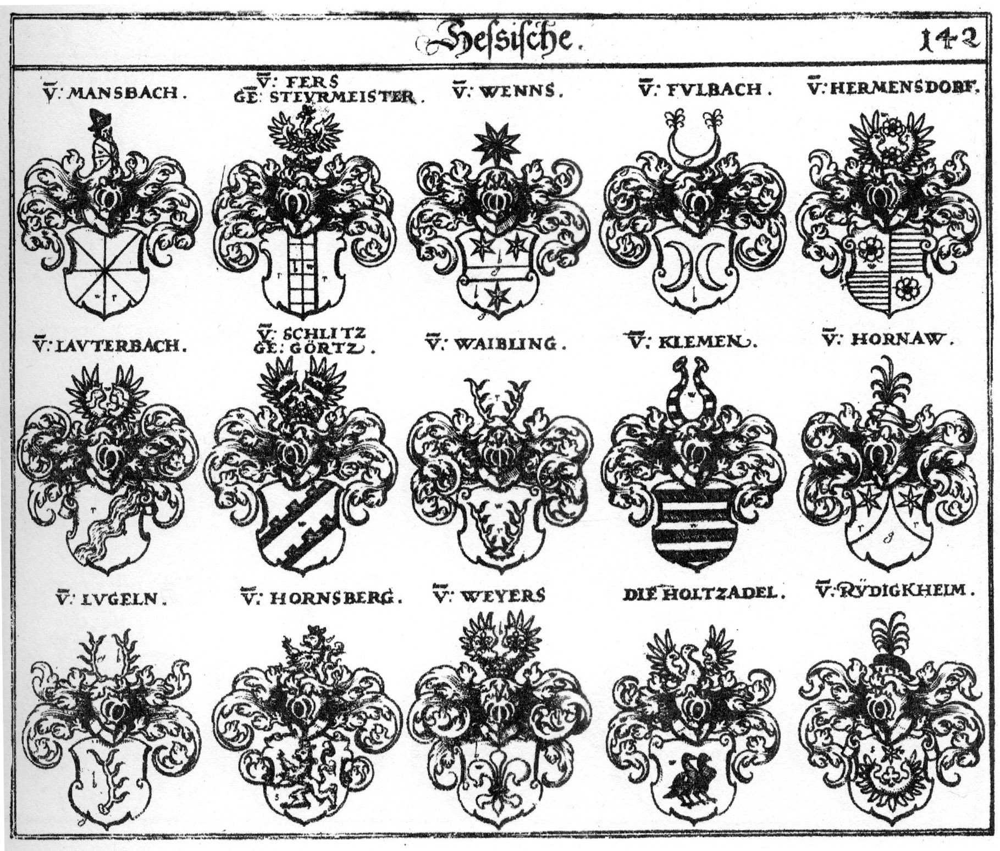 Hessische.
142
V: MANSBACH.
V: FERS
GE: STEVRMEISTER.
V: WENNS.
V: FVLBACH.
V: HERMENSDORF.
V: LAVTERBACH.
V: SCHLITZ
GE: GÖRTZ.
V: WAIBLING.
V: KLEMEN.
V: HORNAW.
V: LVGELN.
V: HORNSBERG.
V: WEYERS
DIE HOLTZADEL.
V: RÜDIGKHEIM.